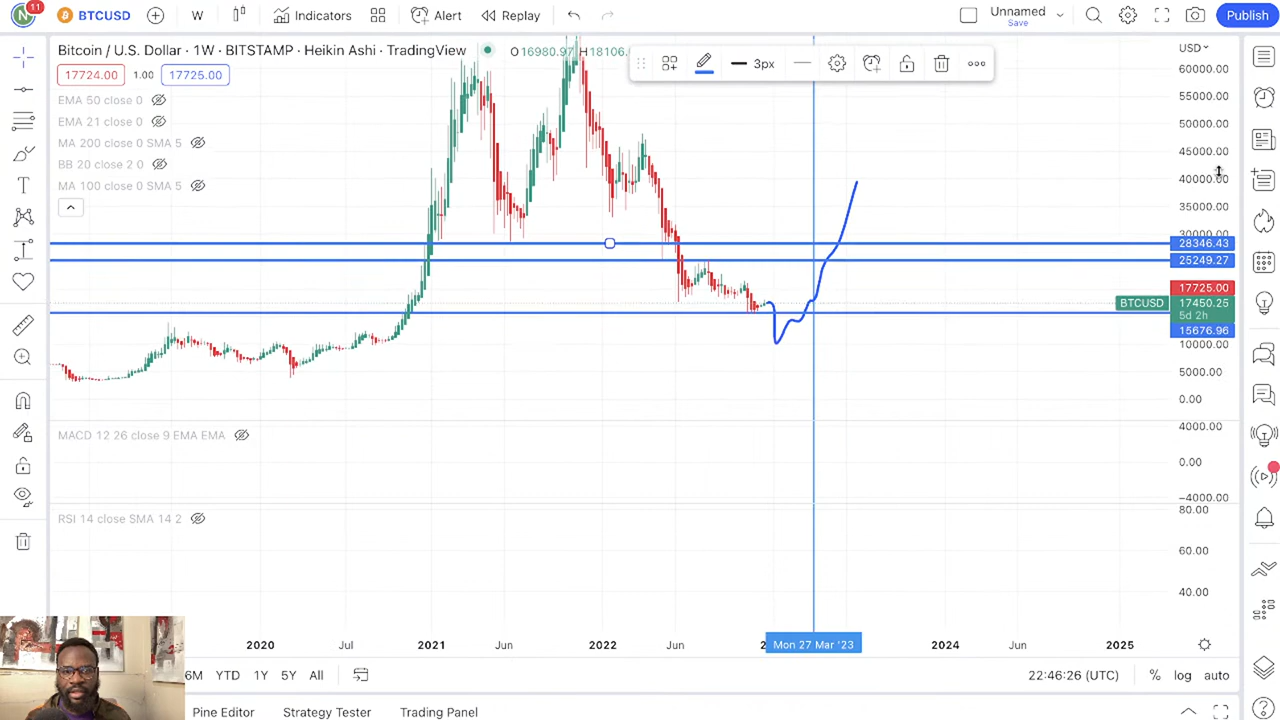 N 11 BTCUSD W Indicators Alert Replay Unnamed Save Publish
Bitcoin / U.S. Dollar · 1W · BITSTAMP · Heikin Ashi · TradingView O16980.97 H18106.
3px
USD
17724.00 1.00 17725.00
EMA 50 close 0
EMA 21 close 0
MA 200 close 0 SMA 5
BB 20 close 2 0
MA 100 close 0 SMA 5
60000.00
55000.00
50000.00
45000.00
40000.00
35000.00
30000.00
28346.43
25249.27
17725.00
BTCUSD 17450.25
5d 2h
15676.96
10000.00
5000.00
0.00
MACD 12 26 close 9 EMA EMA
4000.00
0.00
−4000.00
RSI 14 close SMA 14 2
80.00
60.00
40.00
2020 Jul 2021 Jun 2022 Jun Mon 27 Mar '23 2024 Jun 2025
6M YTD 1Y 5Y All 22:46:26 (UTC) % log auto
Pine Editor Strategy Tester Trading Panel